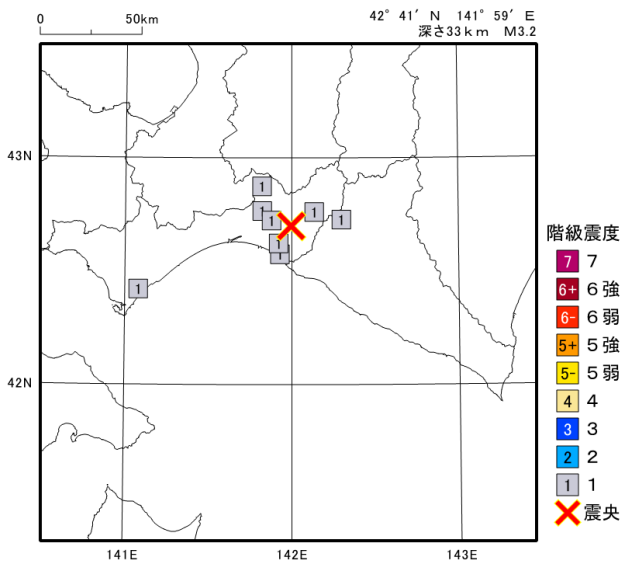 0 50km
42° 41′ N 141° 59′ E
深さ33ｋｍ M3.2
43N
1
1
1
1
1
1
1
1
42N
141E 142E 143E
階級震度
7 7
6+ 6強
6- 6弱
5+ 5強
5- 5弱
4 4
3 3
2 2
1 1
震央